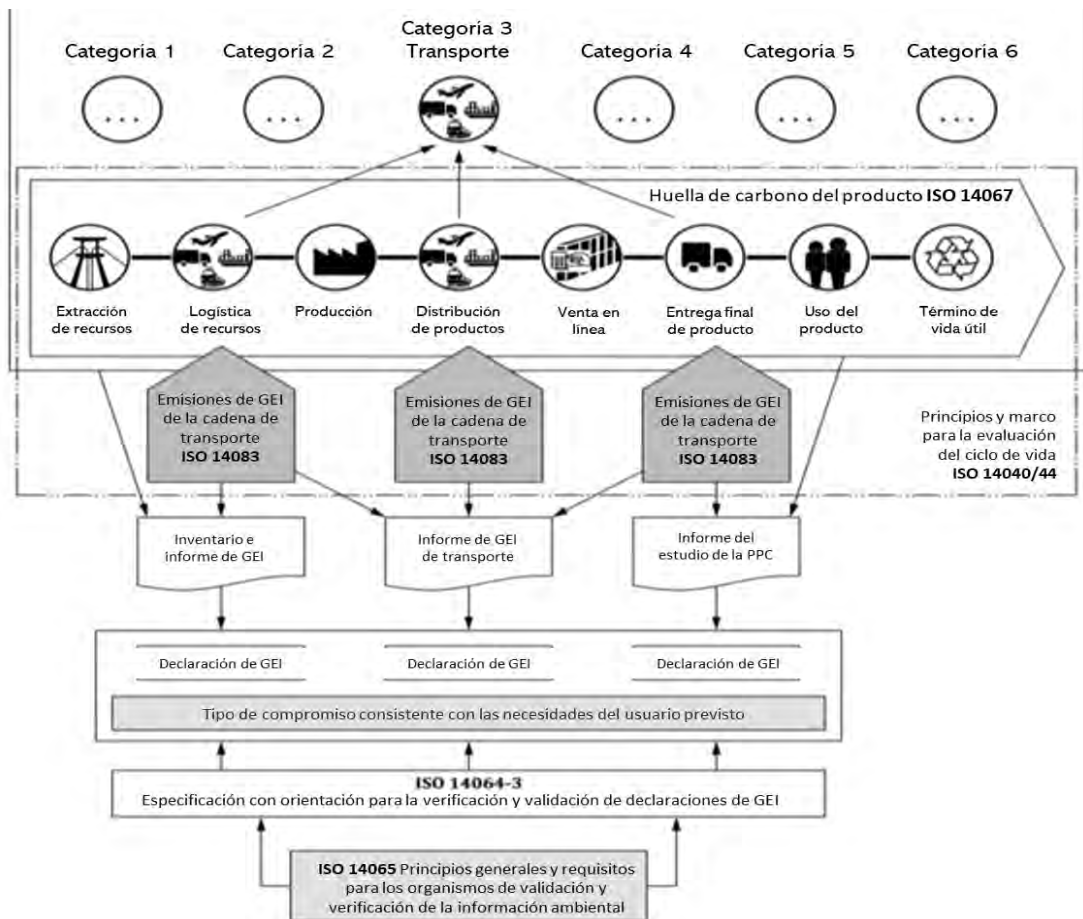 Categoría 1
Categoría 2
Categoría 3
Transporte
Categoría 4
Categoría 5
Categoría 6
. . .
. . .
. . .
. . .
. . .
Huella de carbono del producto ISO 14067
Extracción
de recursos
Logística
de recursos
Producción
Distribución
de productos
Venta en
línea
Entrega final
de producto
Uso del
producto
Término de
vida útil
Emisiones de GEI
de la cadena de
transporte
ISO 14083
Emisiones de GEI
de la cadena de
transporte
ISO 14083
Emisiones de GEI
de la cadena de
transporte
ISO 14083
Principios y marco
para la evaluación
del ciclo de vida
ISO 14040/44
Inventario e
informe de GEI
Informe de GEI
de transporte
Informe del
estudio de la PPC
Declaración de GEI
Declaración de GEI
Declaración de GEI
Tipo de compromiso consistente con las necesidades del usuario previsto
ISO 14064-3
Especificación con orientación para la verificación y validación de declaraciones de GEI
ISO 14065 Principios generales y requisitos
para los organismos de validación y
verificación de la información ambiental